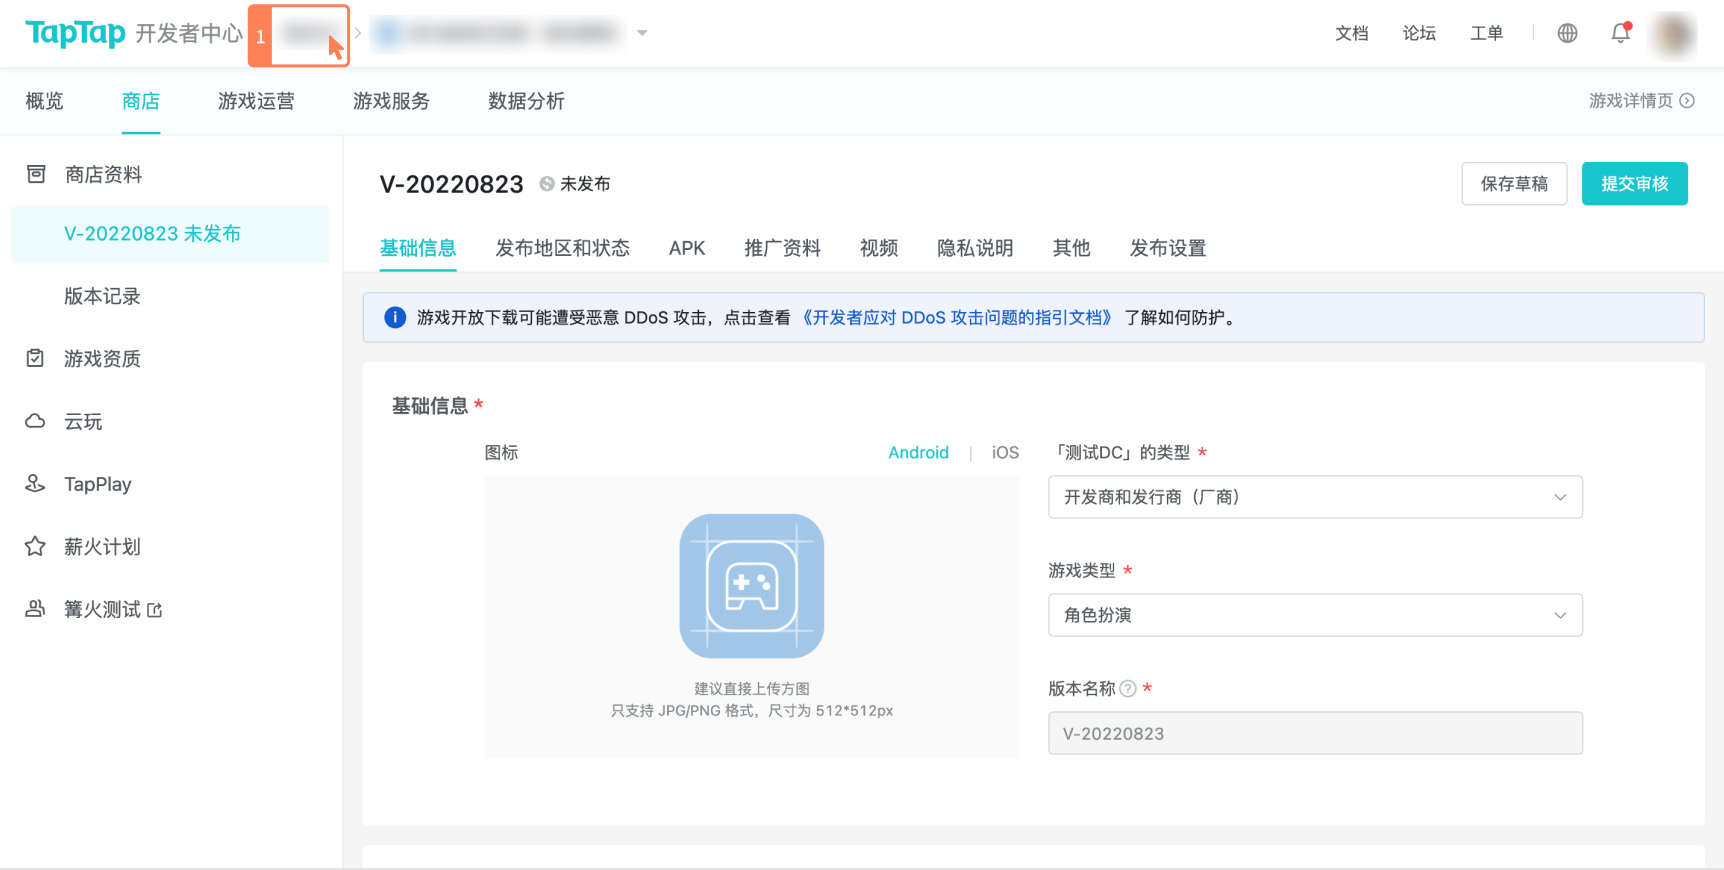 TapTap 开发者中心 1 文档 论坛 工单
概览 商店 游戏运营 游戏服务 数据分析 游戏详情页
商店资料
V-20220823 未发布
版本记录
游戏资质
云玩
TapPlay
薪火计划
篝火测试
V-20220823 未发布 保存草稿 提交审核
基础信息 发布地区和状态 APK 推广资料 视频 隐私说明 其他 发布设置
游戏开放下载可能遭受恶意 DDoS 攻击，点击查看 《开发者应对 DDoS 攻击问题的指引文档》 了解如何防护。
基础信息 *
图标 Android | iOS
建议直接上传方图
只支持 JPG/PNG 格式，尺寸为 512*512px
「测试DC」的类型 *
开发商和发行商（厂商）
游戏类型 *
角色扮演
版本名称 ? *
V-20220823